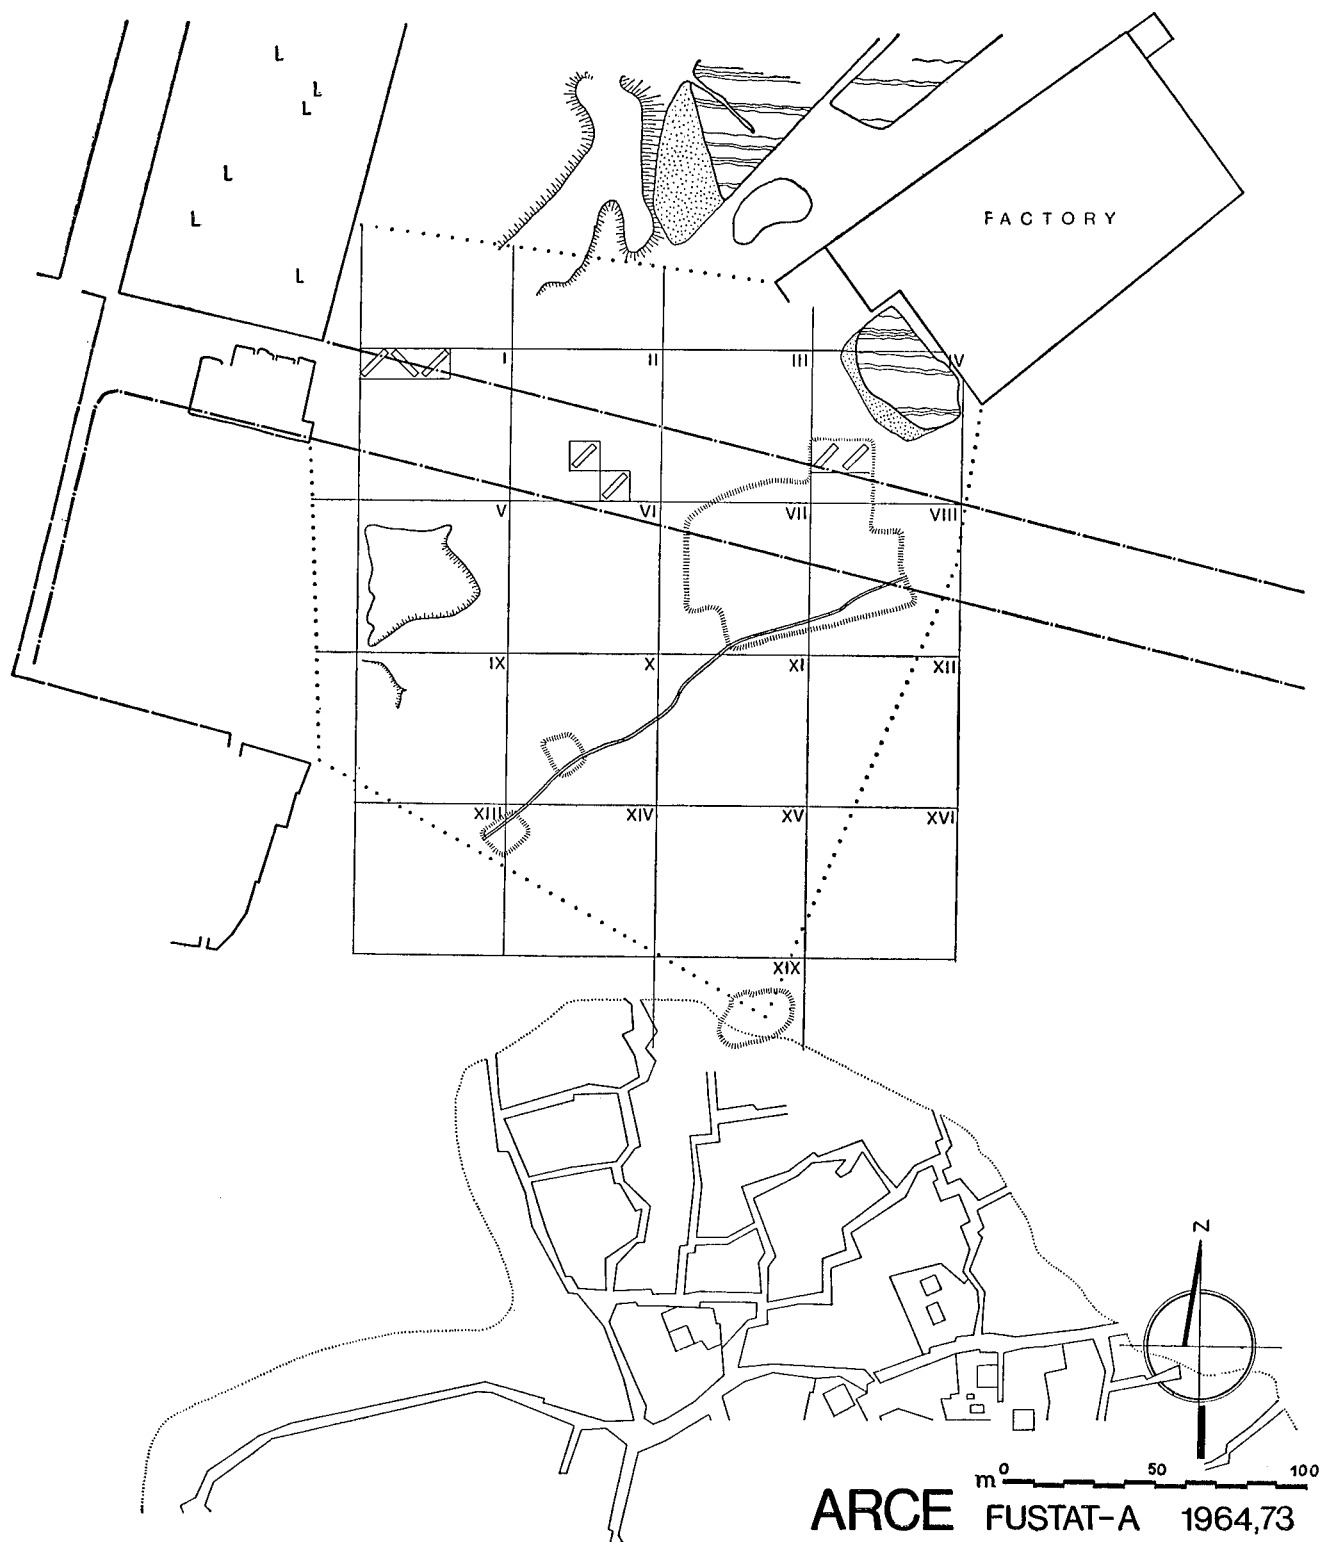 L
L
L
L
L
L
FACTORY
I II III IV
V VI VII VIII
IX X XI XII
XIII XIV XV XVI
XIX
N
m 0 50 100
ARCE FUSTAT-A 1964,73